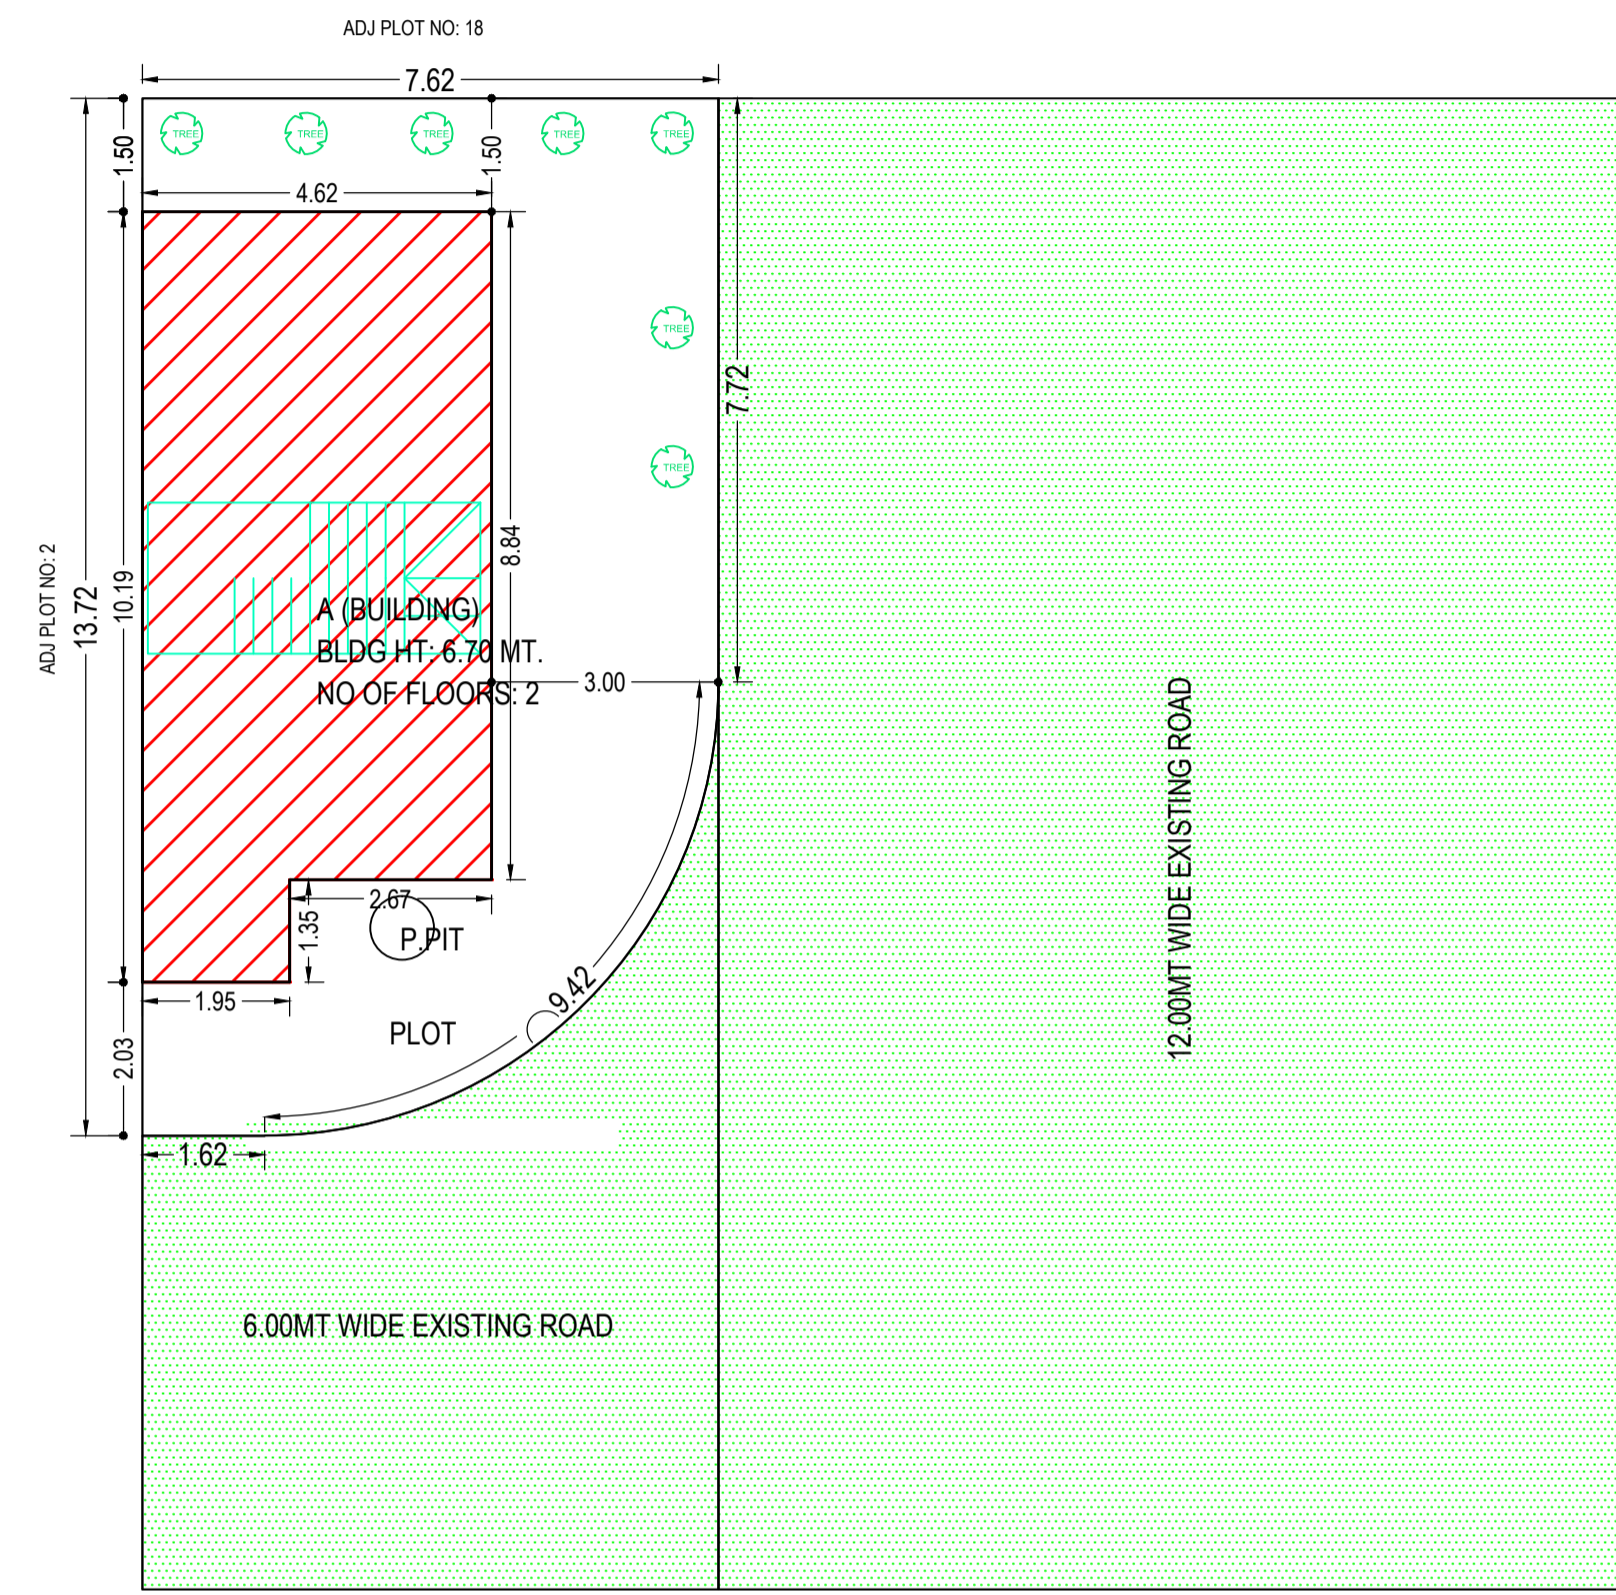 ADJ PLOT NO: 18
7.62
TREE
TREE
TREE
TREE
TREE
1.50
1.50
4.62
TREE
7.72
TREE
8.84
ADJ PLOT NO: 2
13.72
10.19
A (BUILDING)
BLDG HT: 6.70 MT.
NO OF FLOORS: 2
3.00
12.00MT WIDE EXISTING ROAD
2.67
1.35
P.PIT
9.42
1.95
PLOT
2.03
1.62
6.00MT WIDE EXISTING ROAD